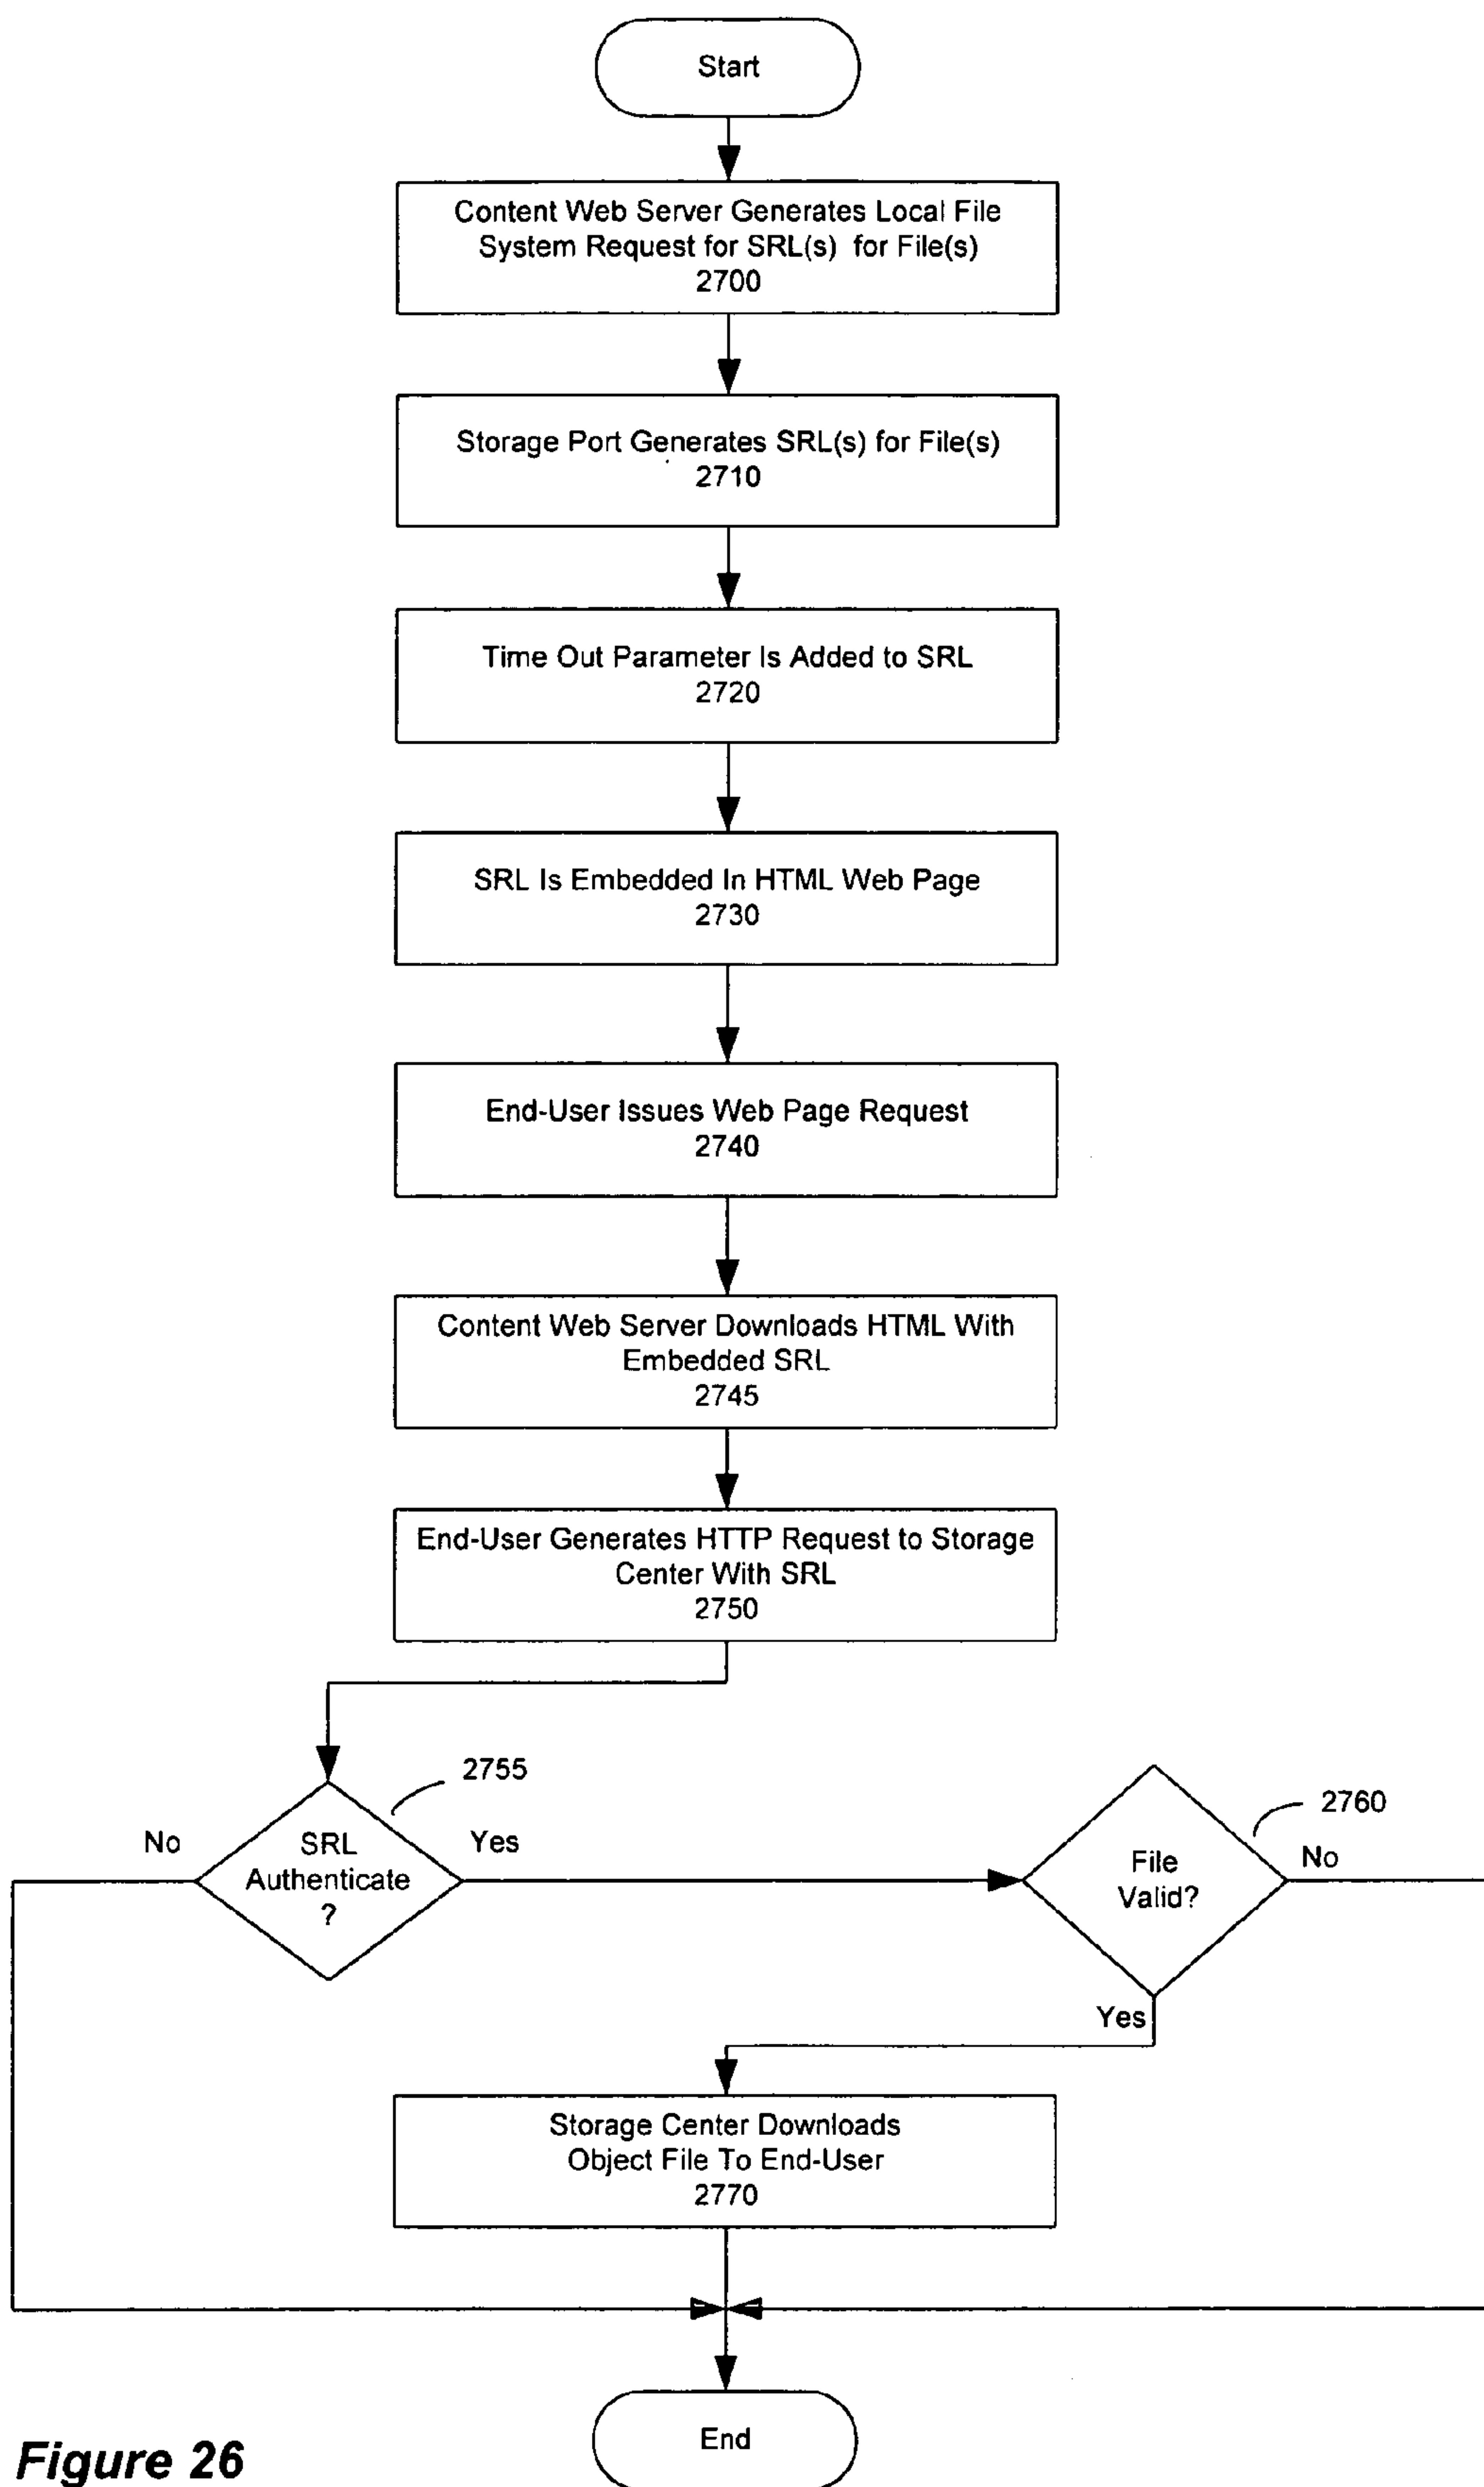 Start
Content Web Server Generates Local File
System Request for SRL(s) for File(s)
2700
Storage Port Generates SRL(s) for File(s)
2710
Time Out Parameter Is Added to SRL
2720
SRL Is Embedded In HTML Web Page
2730
End-User Issues Web Page Request
2740
Content Web Server Downloads HTML With
Embedded SRL
2745
End-User Generates HTTP Request to Storage
Center With SRL
2750
2755
No
SRL
Authenticate
?
Yes
2760
File
Valid?
No
Yes
Storage Center Downloads
Object File To End-User
2770
End
Figure 26